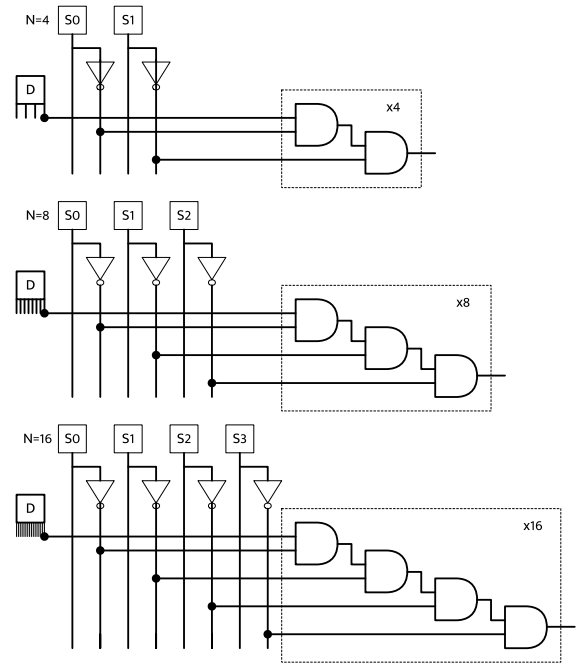 N=4 S0 S1
D
x4
N=8 S0 S1 S2
D
x8
N=16 S0 S1 S2 S3
D
x16